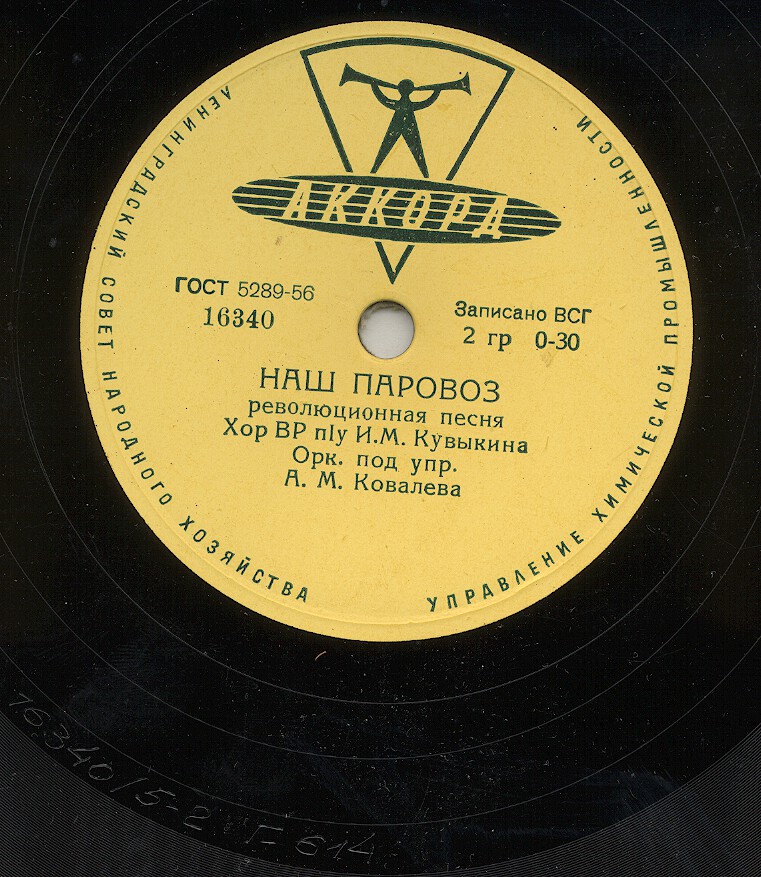 АККОРД
ЛЕНИНГРАДСКИЙ СОВЕТ НАРОДНОГО ХОЗЯЙСТВА
УПРАВЛЕНИЕ ХИМИЧЕСКОЙ ПРОМЫШЛЕННОСТИ
ГОСТ 5289-56
16340
Записано ВСГ
2 гр 0-30
НАШ ПАРОВОЗ
революционная песня
Хор ВР п/у И.М. Кувыкина
Орк. под упр.
А. М. Ковалева
16340/5-2 Г-614